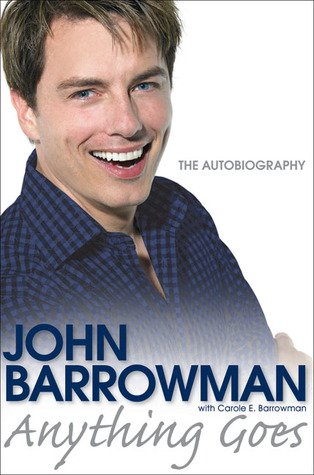 THE AUTOBIOGRAPHY
JOHN
BARROWMAN
with Carole E. Barrowman
Anything Goes